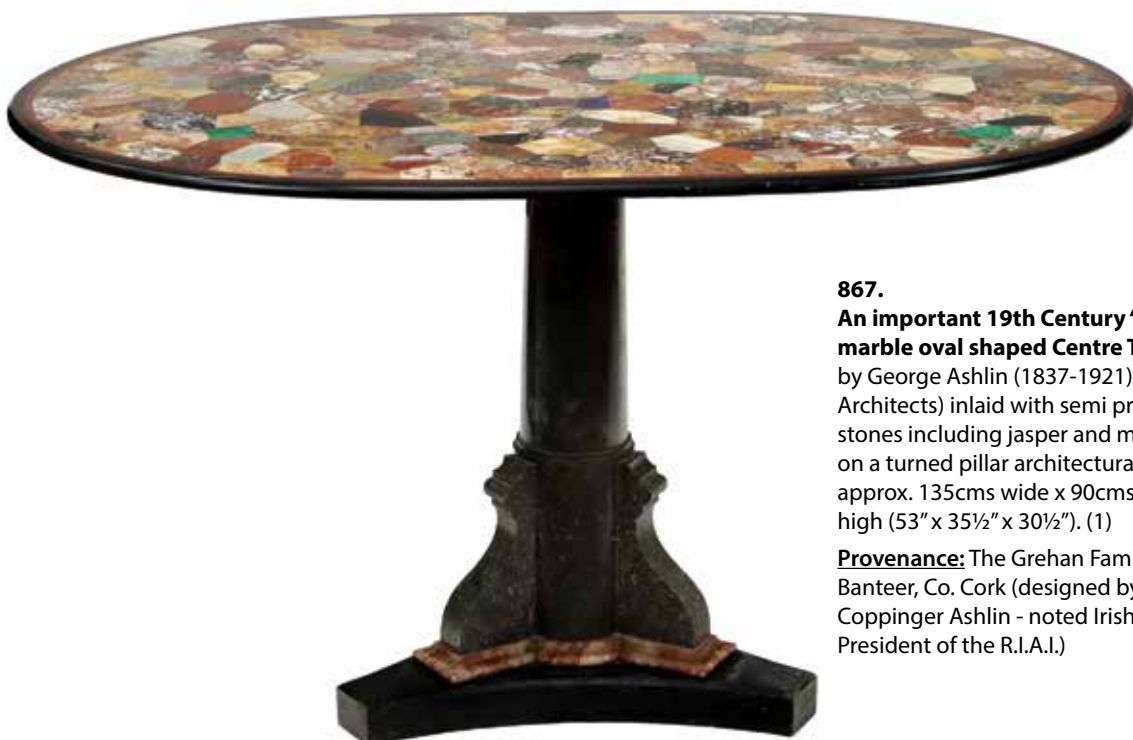 867.
An important 19th Century
marble oval shaped Centre
by George Ashlin (1837-1921)
Architects) inlaid with semi
stones including jasper and
on a turned pillar architectural
approx. 135cms wide x 90cms
high (53” x 35½” x 30½”). (1)
Provenance: The Grehan
Banteer, Co. Cork (designed by
Coppinger Ashlin - noted Irish
President of the R.I.A.I.)